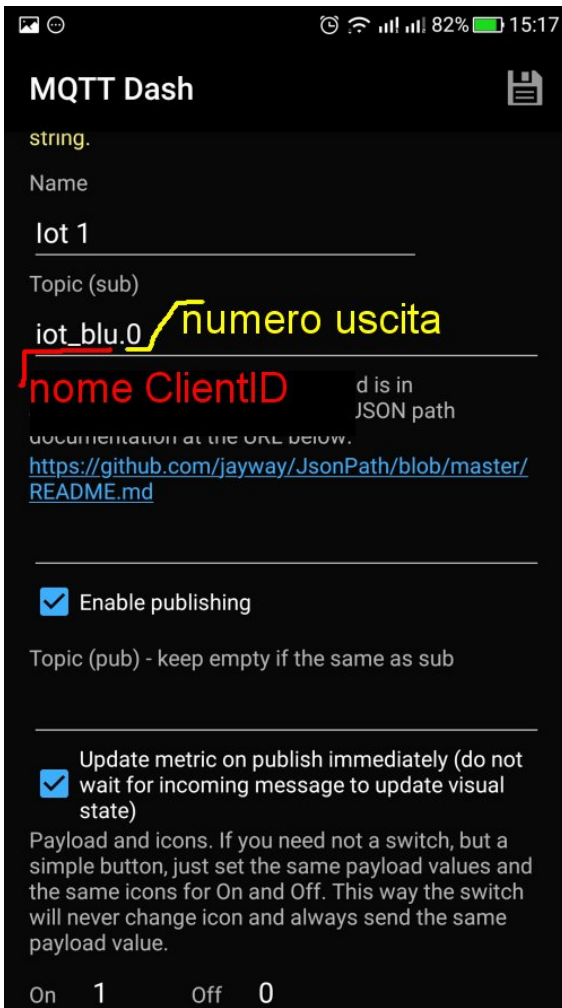 82% 15:17
MQTT Dash
string.
Name
Iot 1
Topic (sub)
numero uscita
iot_blu.0
nome ClientID d is in
JSON path
documentation at the URL below:
https://github.com/jayway/JsonPath/blob/master/
README.md
Enable publishing
Topic (pub) - keep empty if the same as sub
Update metric on publish immediately (do not
wait for incoming message to update visual
state)
Payload and icons. If you need not a switch, but a
simple button, just set the same payload values and
the same icons for On and Off. This way the switch
will never change icon and always send the same
payload value.
On 1 Off 0